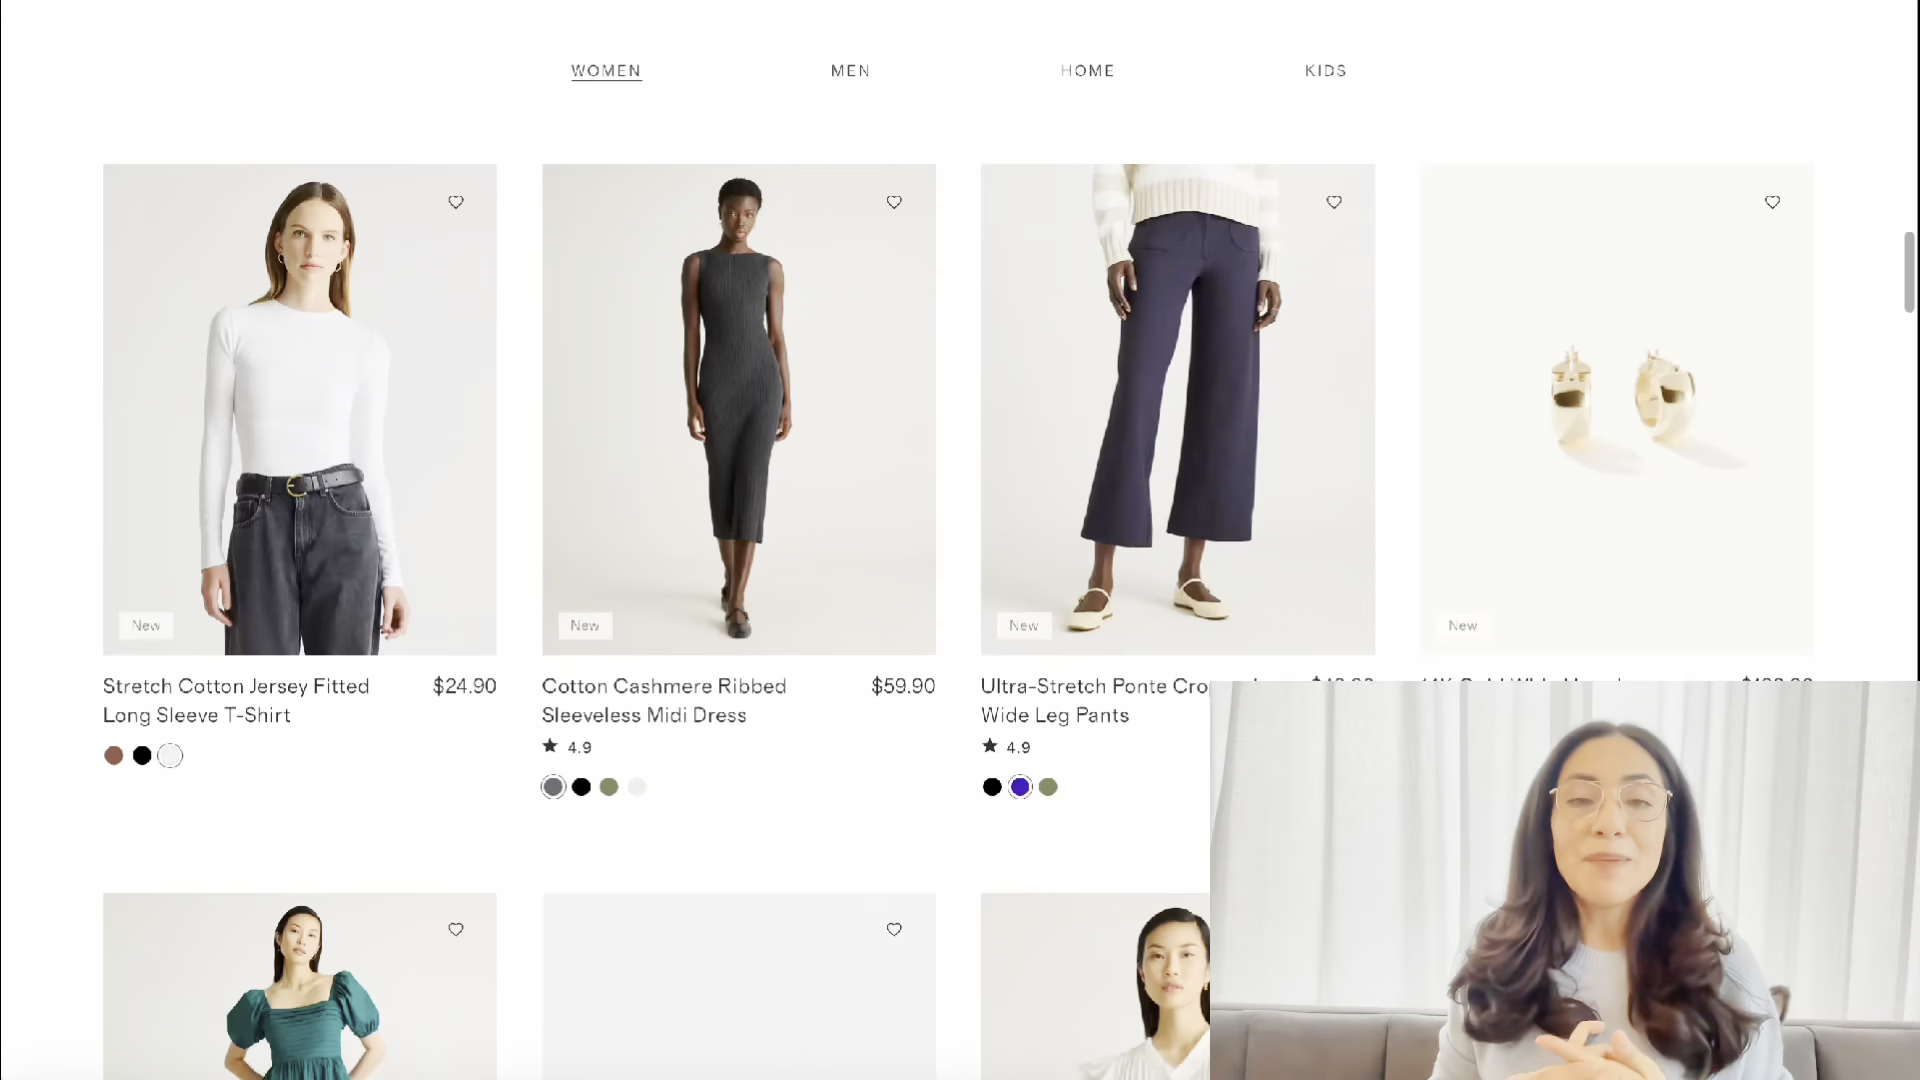 WOMEN
MEN
HOME
KIDS
New
New
New
New
Stretch Cotton Jersey Fitted
Long Sleeve T-Shirt
$24.90
Cotton Cashmere Ribbed
Sleeveless Midi Dress
$59.90
4.9
Ultra-Stretch Ponte Cro
Wide Leg Pants
4.9